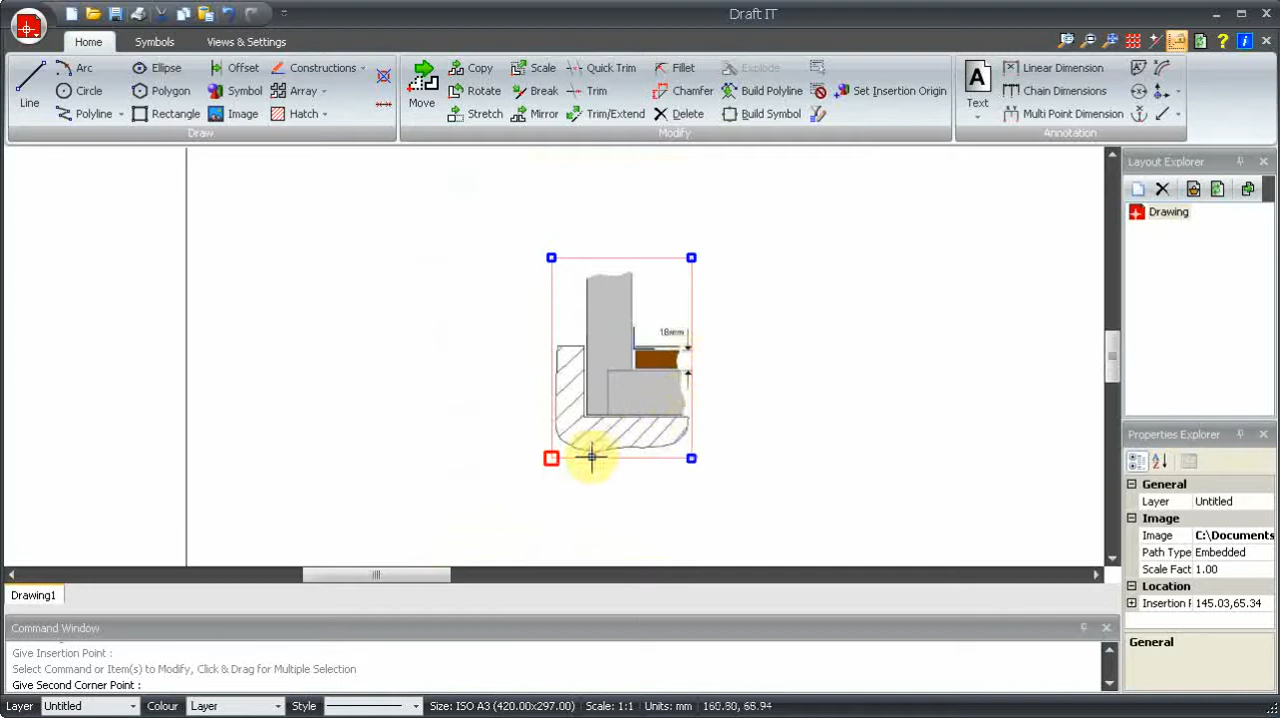 Draft IT
Home Symbols Views & Settings
Line
Arc
Circle
Polyline
Ellipse
Polygon
Rectangle
Offset
Symbol
Image
Constructions
Array
Hatch
Draw
Move
Copy
Rotate
Stretch
Scale
Break
Mirror
Quick Trim
Trim
Trim/Extend
Fillet
Chamfer
Delete
Explode
Build Polyline
Build Symbol
Set Insertion Origin
Modify
Text
Linear Dimension
Chain Dimensions
Multi Point Dimension
Annotation
18mm
Layout Explorer
Drawing
Properties Explorer
General
Layer Untitled
Image
Image C:\Documents
Path Type Embedded
Scale Fact 1.00
Location
Insertion P 145.03,65.34
General
Drawing1
Command Window
Give Insertion Point :
Select Command or Item(s) to Modify, Click & Drag for Multiple Selection
Give Second Corner Point :
Layer Untitled Colour Layer Style Size: ISO A3 (420.00x297.00) Scale: 1:1 Units: mm 160.80, 66.94